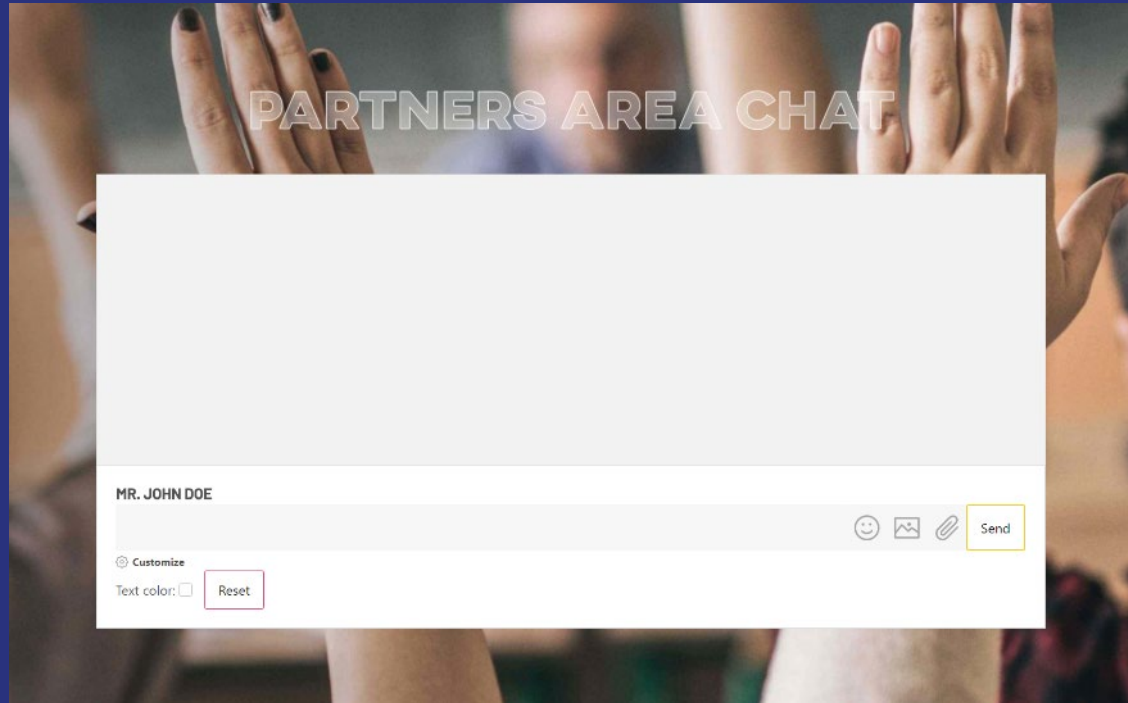 PARTNERS AREA CHAT
MR. JOHN DOE
Send
Customize
Text color:
Reset